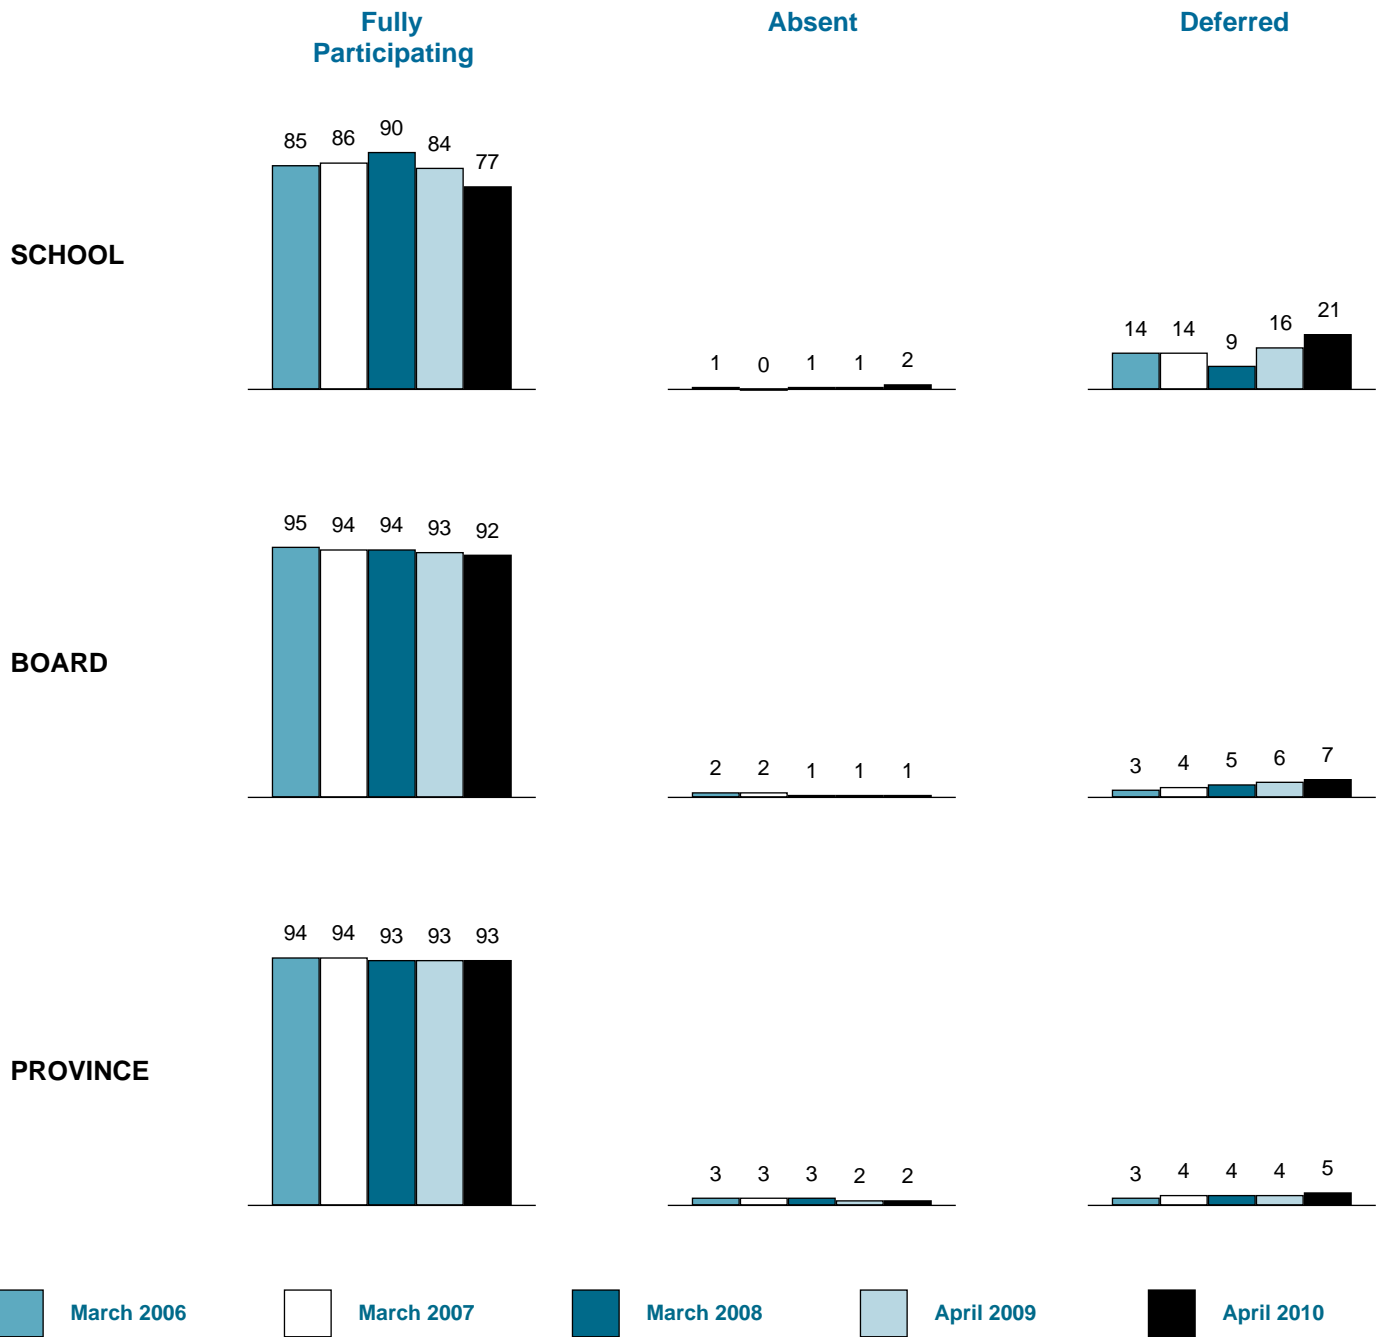 Fully
Participating
Absent
Deferred
85 86 90 84 77
1 0 1 1 2
14 14 9 16 21
SCHOOL
95 94 94 93 92
2 2 1 1 1
3 4 5 6 7
BOARD
94 94 93 93 93
3 3 3 2 2
3 4 4 4 5
PROVINCE
March 2006
March 2007
March 2008
April 2009
April 2010